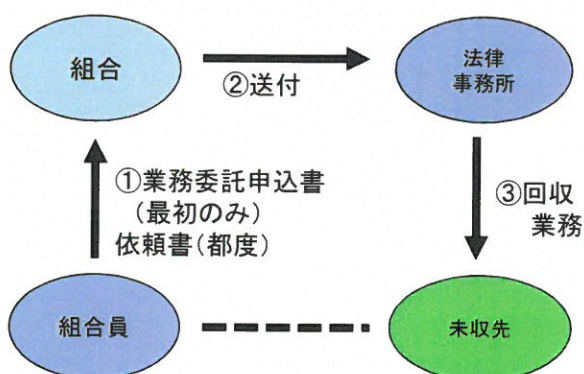 組合
②送付
法律
事務所
①業務委託申込書
（最初のみ）
依頼書（都度）
③回収
業務
組合員
未収先